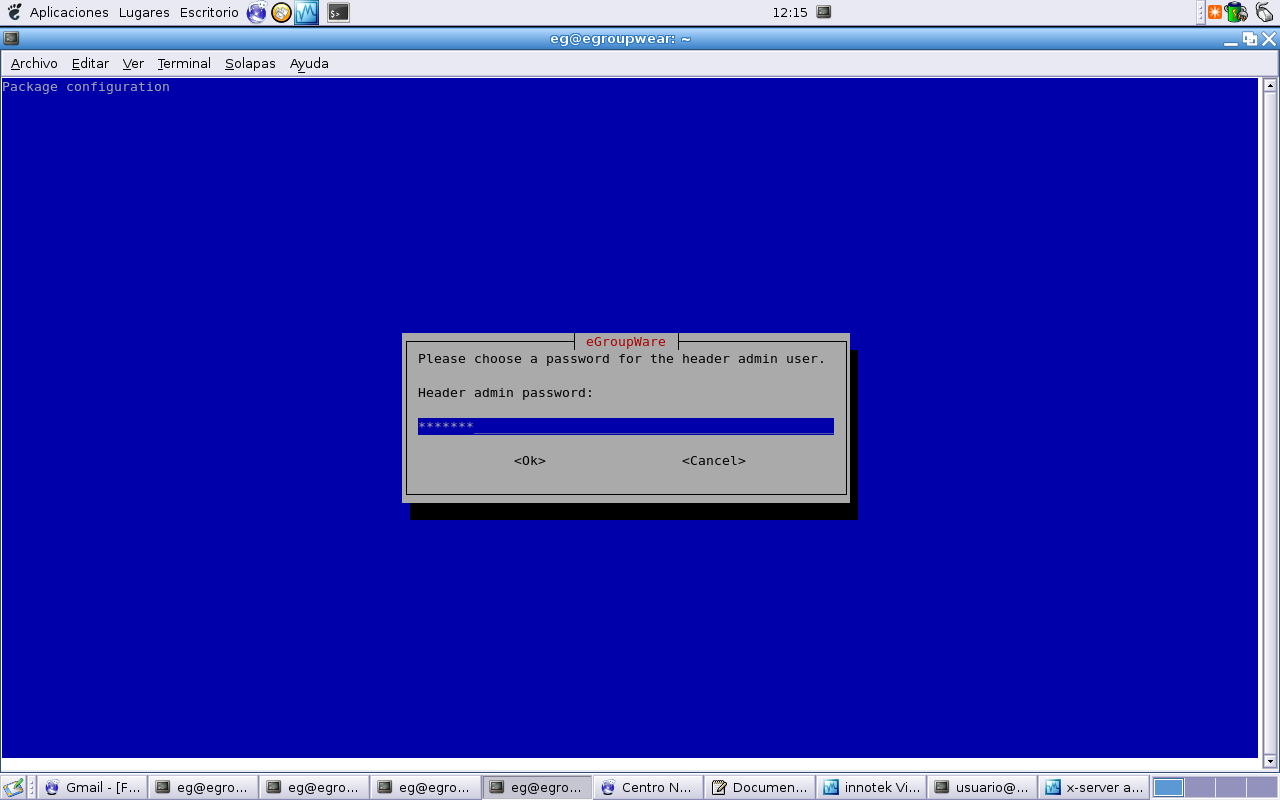 Aplicaciones Lugares Escritorio 12:15
eg@egroupwear: ~
Archivo Editar Ver Terminal Solapas Ayuda
Package configuration
eGroupWare
Please choose a password for the header admin user.
Header admin password:
*******
<Ok> <Cancel>
Gmail - [F... eg@egro... eg@egro... eg@egro... eg@egro... Centro N... Documen... innotek Vi... usuario@... x-server a...